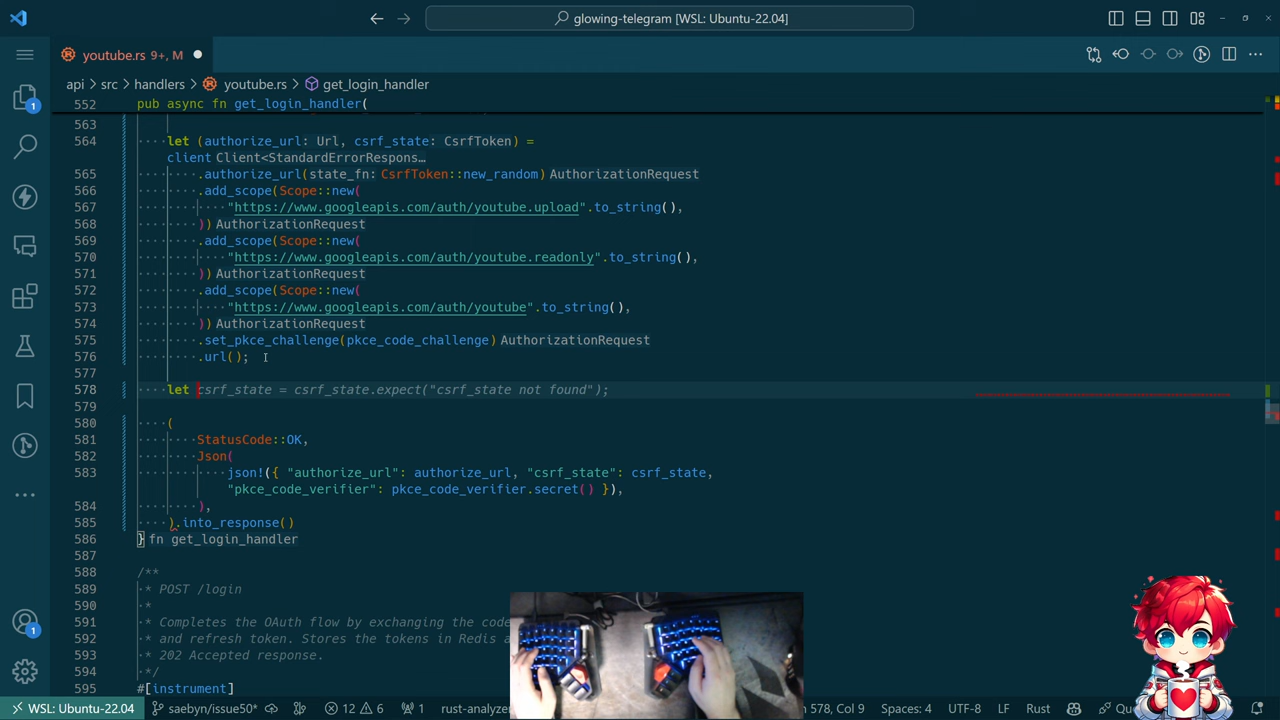 glowing-telegram [WSL: Ubuntu-22.04]
youtube.rs 9+, M
api › src › handlers › youtube.rs › get_login_handler
552 pub async fn get_login_handler(
563
564 ····let (authorize_url: Url, csrf_state: CsrfToken) =
client Client<StandardErrorRespons…
565 ········.authorize_url(state_fn: CsrfToken::new_random) AuthorizationRequest
566 ········.add_scope(Scope::new(
567 ············"https://www.googleapis.com/auth/youtube.upload".to_string(),
568 ········)) AuthorizationRequest
569 ········.add_scope(Scope::new(
570 ············"https://www.googleapis.com/auth/youtube.readonly".to_string(),
571 ········)) AuthorizationRequest
572 ········.add_scope(Scope::new(
573 ············"https://www.googleapis.com/auth/youtube".to_string(),
574 ········)) AuthorizationRequest
575 ········.set_pkce_challenge(pkce_code_challenge) AuthorizationRequest
576 ········.url();
577
578 ····let csrf_state = csrf_state.expect("csrf_state not found");
579
580 ····(
581 ········StatusCode::OK,
582 ········Json(
583 ············json!({ "authorize_url": authorize_url, "csrf_state": csrf_state,
"pkce_code_verifier": pkce_code_verifier.secret() }),
584 ········),
585 ····).into_response()
586 } fn get_login_handler
587
588 /**
589 ·* POST /login
590 ·*
591 ·* Completes the OAuth flow by exchanging the code
592 ·* and refresh token. Stores the tokens in Redis a
593 ·* 202 Accepted response.
594 ·*/
595 #[instrument]
WSL: Ubuntu-22.04 saebyn/issue50* 12 6 1 rust-analyze 578, Col 9 Spaces: 4 UTF-8 LF Rust